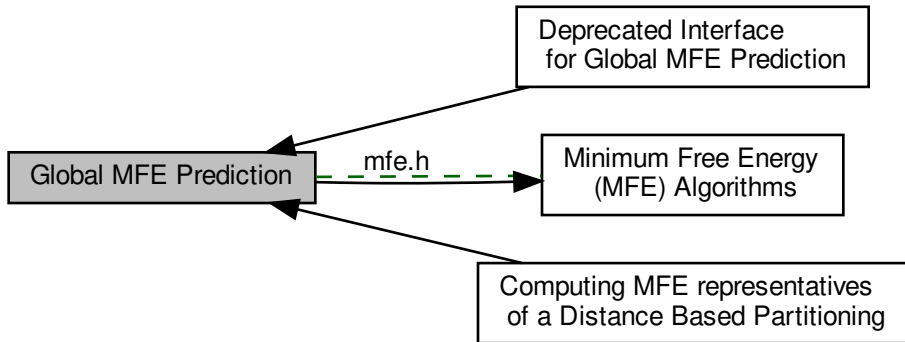 Deprecated Interface
for Global MFE Prediction
Global MFE Prediction
mfe.h
Minimum Free Energy
(MFE) Algorithms
Computing MFE representatives
of a Distance Based Partitioning